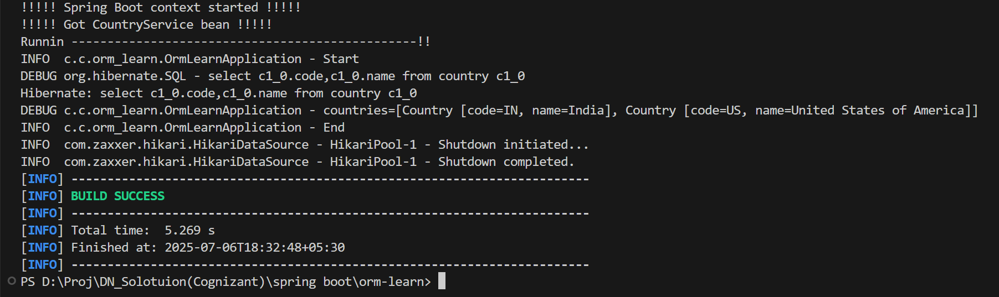 !!!!! Spring Boot context started !!!!!
!!!!! Got CountryService bean !!!!!
Runnin ------------------------------------------------!!
INFO  c.c.orm_learn.OrmLearnApplication - Start
DEBUG org.hibernate.SQL - select c1_0.code,c1_0.name from country c1_0
Hibernate: select c1_0.code,c1_0.name from country c1_0
DEBUG c.c.orm_learn.OrmLearnApplication - countries=[Country [code=IN, name=India], Country [code=US, name=United States of America]]
INFO  c.c.orm_learn.OrmLearnApplication - End
INFO  com.zaxxer.hikari.HikariDataSource - HikariPool-1 - Shutdown initiated...
INFO  com.zaxxer.hikari.HikariDataSource - HikariPool-1 - Shutdown completed.
[INFO] ------------------------------------------------------------------------
[INFO] BUILD SUCCESS
[INFO] ------------------------------------------------------------------------
[INFO] Total time:  5.269 s
[INFO] Finished at: 2025-07-06T18:32:48+05:30
[INFO] ------------------------------------------------------------------------
PS D:\Proj\DN_Solotuion(Cognizant)\spring boot\orm-learn>